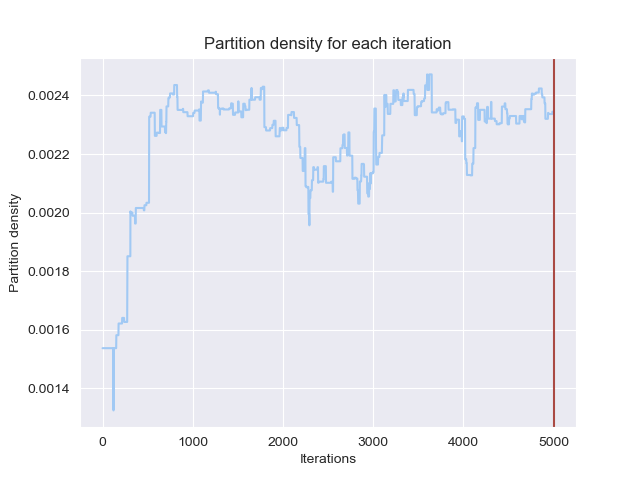 Partition density for each iteration
Partition density
0.0024
0.0022
0.0020
0.0018
0.0016
0.0014
0 1000 2000 3000 4000 5000
Iterations